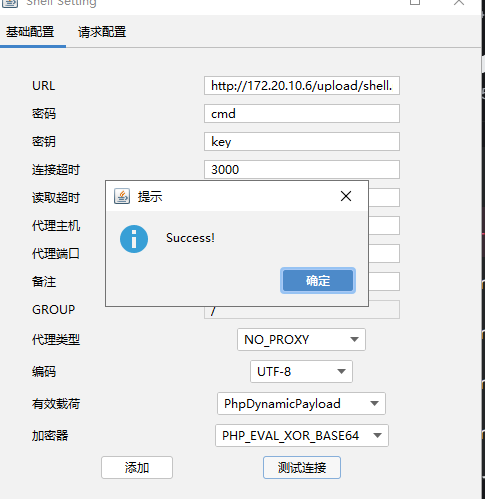 Shell Setting
基础配置 请求配置
URL http://172.20.10.6/upload/shell.
密码 cmd
密钥 key
连接超时 3000
读取超时
提示
代理主机
Success!
代理端口
备注 确定
GROUP /
代理类型 NO_PROXY
编码 UTF-8
有效载荷 PhpDynamicPayload
加密器 PHP_EVAL_XOR_BASE64
添加 测试连接